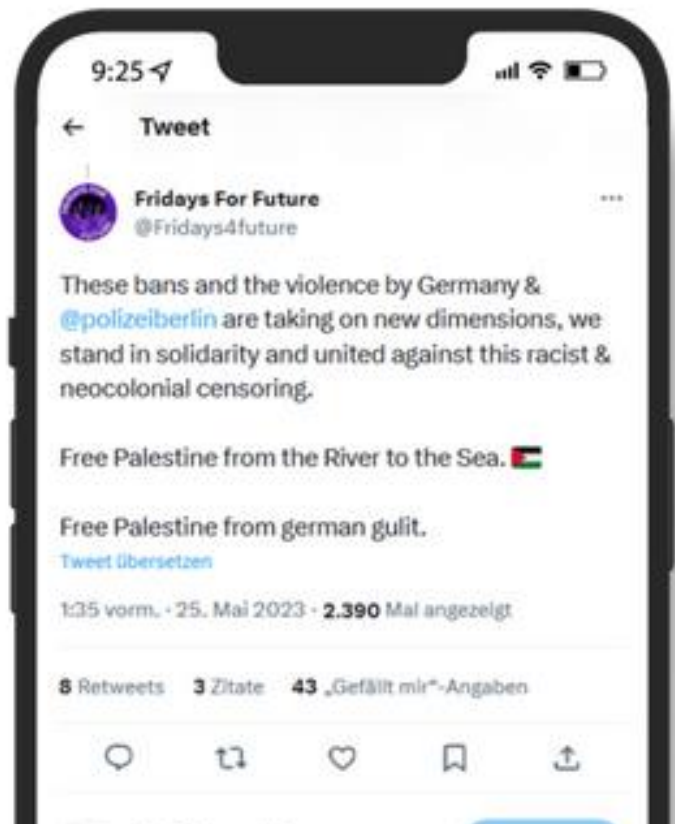 9:25
Tweet
Fridays For Future
@Fridays4future
These bans and the violence by Germany &
@polizeiberlin are taking on new dimensions, we
stand in solidarity and united against this racist &
neocolonial censoring.
Free Palestine from the River to the Sea. 🇵🇸
Free Palestine from german gulit.
Tweet übersetzen
1:35 vorm. · 25. Mai 2023 · 2.390 Mal angezeigt
8 Retweets 3 Zitate 43 „Gefällt mir“-Angaben